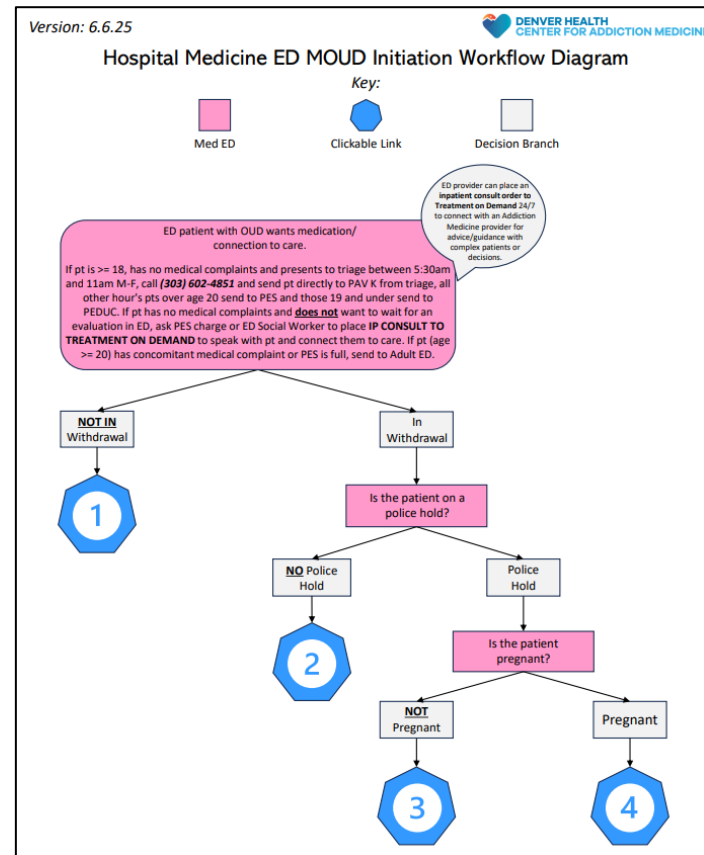 Version: 6.6.25
DENVER HEALTH
CENTER FOR ADDICTION MEDICINE
Hospital Medicine ED MOUD Initiation Workflow Diagram
Key:
Med ED
Clickable Link
Decision Branch
ED provider can place an
inpatient consult order to
Treatment on Demand 24/7
to connect with an Addiction
Medicine provider for
advice/guidance with
complex patients or
decisions.
ED patient with OUD wants medication/
connection to care.
If pt is >= 18, has no medical complaints and presents to triage between 5:30am
and 11am M-F, call (303) 602-4851 and send pt directly to PAV K from triage, all
other hour's pts over age 20 send to PES and those 19 and under send to
PEDUC. If pt has no medical complaints and does not want to wait for an
evaluation in ED, ask PES charge or ED Social Worker to place IP CONSULT TO
TREATMENT ON DEMAND to speak with pt and connect them to care. If pt (age
>= 20) has concomitant medical complaint or PES is full, send to Adult ED.
NOT IN
Withdrawal
In
Withdrawal
1
Is the patient on a
police hold?
NO Police
Hold
Police
Hold
2
Is the patient
pregnant?
NOT
Pregnant
Pregnant
3
4